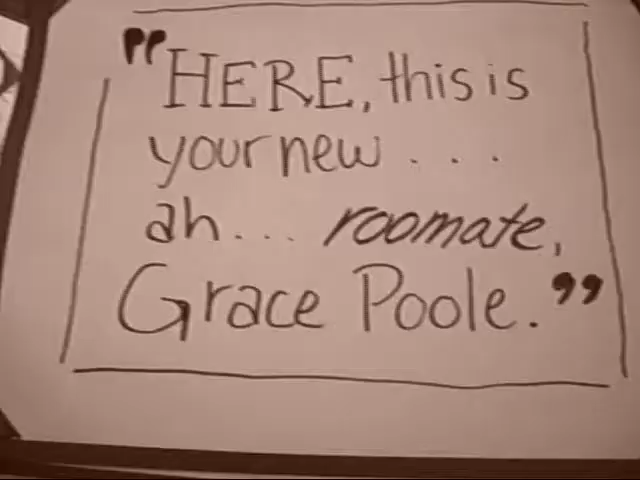 "HERE, this is
your new . . .
ah... roomate,
Grace Poole."